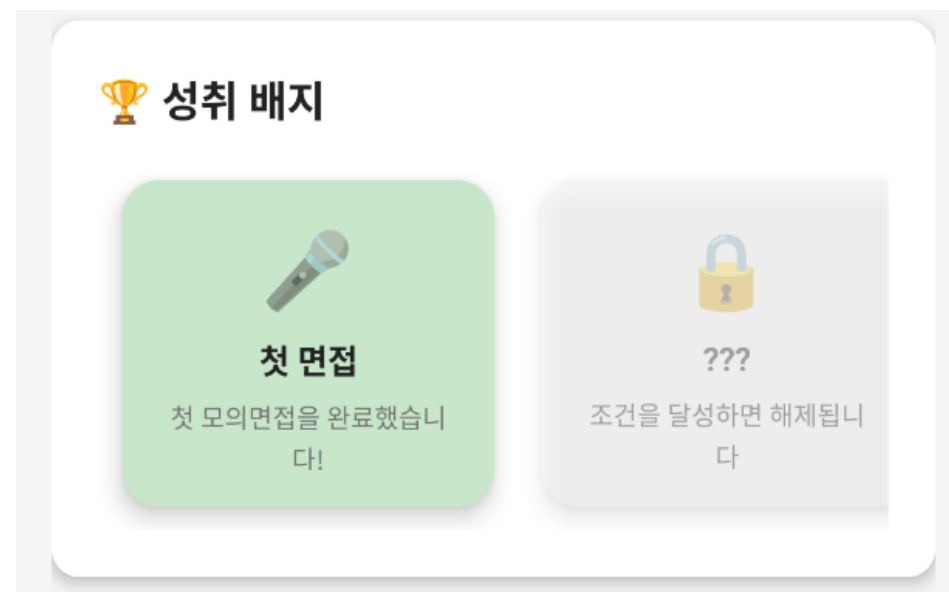 🏆 성취 배지
첫 면접
첫 모의면접을 완료했습니
다!
???
조건을 달성하면 해제됩니
다